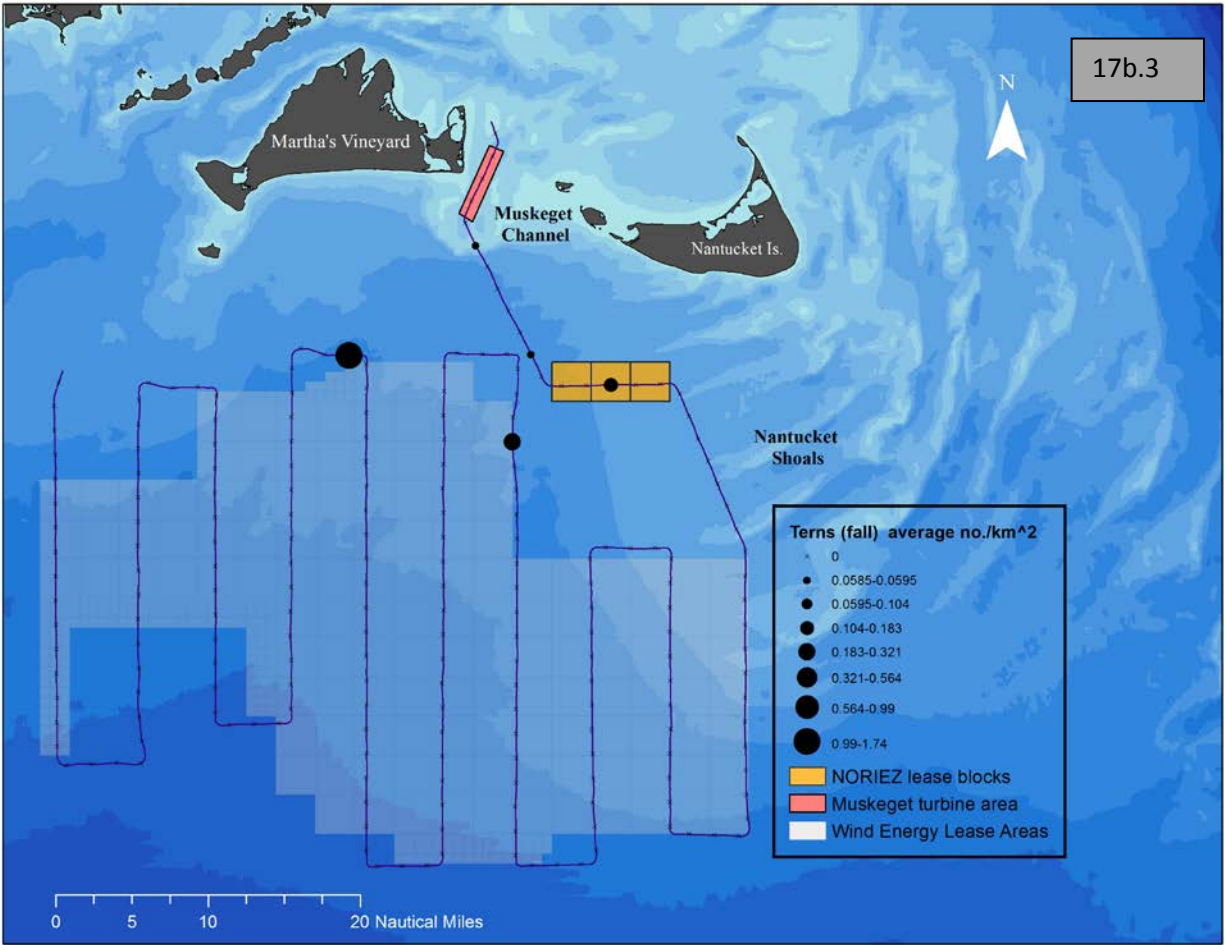 17b.3
N
Martha's Vineyard
Muskeget
Channel
Nantucket Is.
Nantucket
Shoals
Terns (fall) average no./km^2
0
0.0585-0.0595
0.0595-0.104
0.104-0.183
0.183-0.321
0.321-0.564
0.564-0.99
0.99-1.74
NORIEZ lease blocks
Muskeget turbine area
Wind Energy Lease Areas
0 5 10 20 Nautical Miles